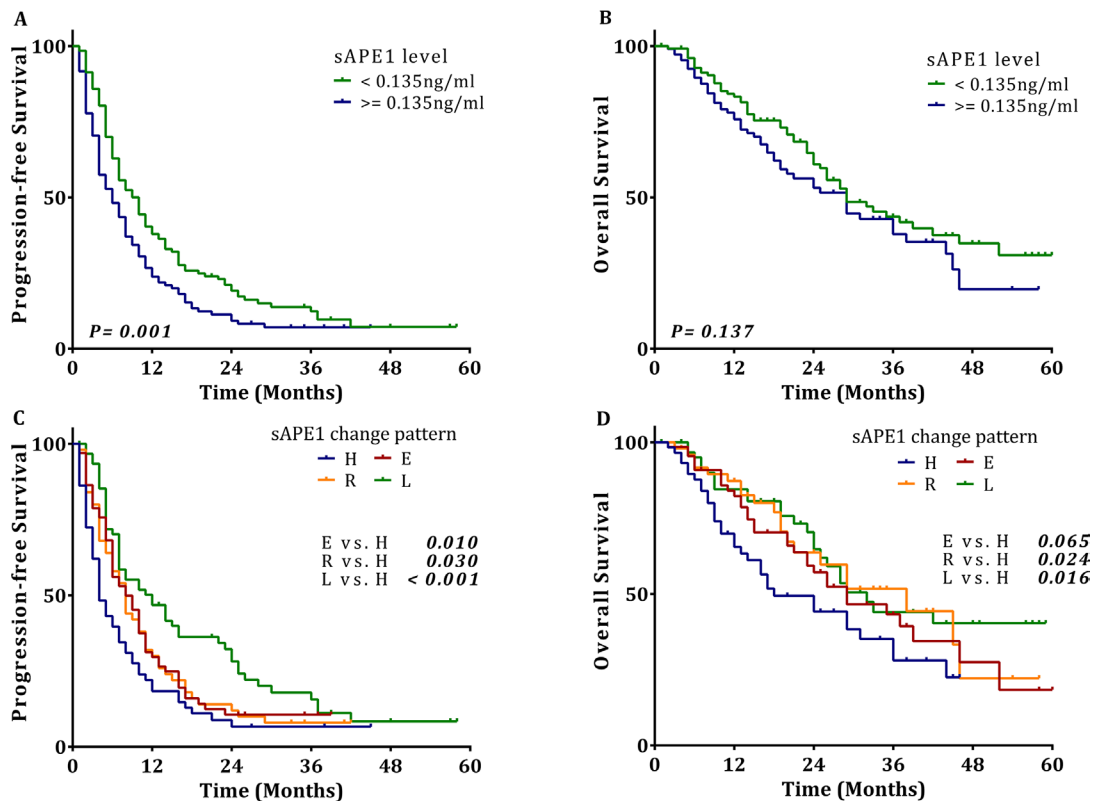 A
Progression-free Survival
100
50
0
sAPE1 level
< 0.135ng/ml
>= 0.135ng/ml
P= 0.001
0 12 24 36 48 60
Time (Months)
B
Overall Survival
100
50
0
sAPE1 level
< 0.135ng/ml
>= 0.135ng/ml
P= 0.137
0 12 24 36 48 60
Time (Months)
C
Progression-free Survival
100
50
0
sAPE1 change pattern
H E
R L
E vs. H 0.010
R vs. H 0.030
L vs. H < 0.001
0 12 24 36 48 60
Time (Months)
D
Overall Survival
100
50
0
sAPE1 change pattern
H E
R L
E vs. H 0.065
R vs. H 0.024
L vs. H 0.016
0 12 24 36 48 60
Time (Months)